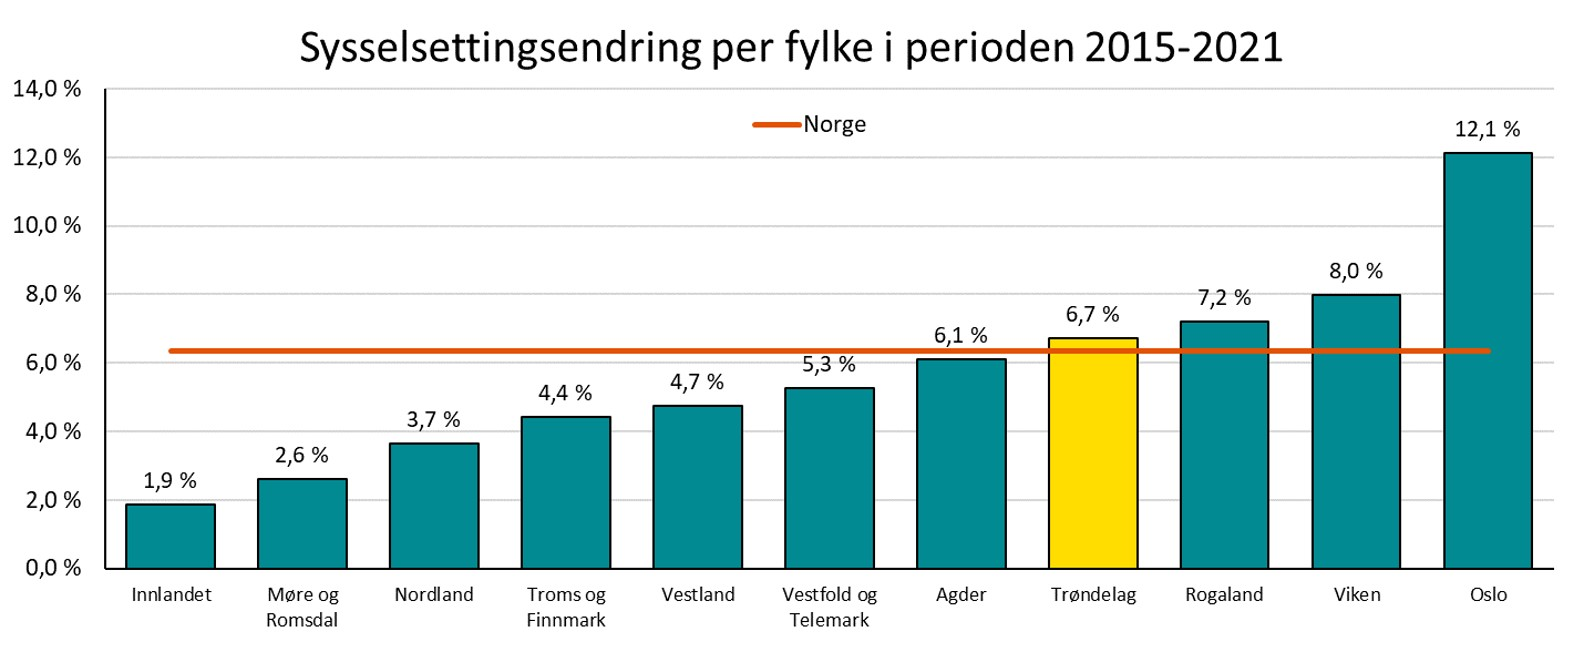 Sysselsettingsendring per fylke i perioden 2015-2021
14,0 %
12,0 %
10,0 %
8,0 %
6,0 %
4,0 %
2,0 %
0,0 %
Norge
1,9 %
2,6 %
3,7 %
4,4 %
4,7 %
5,3 %
6,1 %
6,7 %
7,2 %
8,0 %
12,1 %
Innlandet
Møre og
Romsdal
Nordland
Troms og
Finnmark
Vestland
Vestfold og
Telemark
Agder
Trøndelag
Rogaland
Viken
Oslo